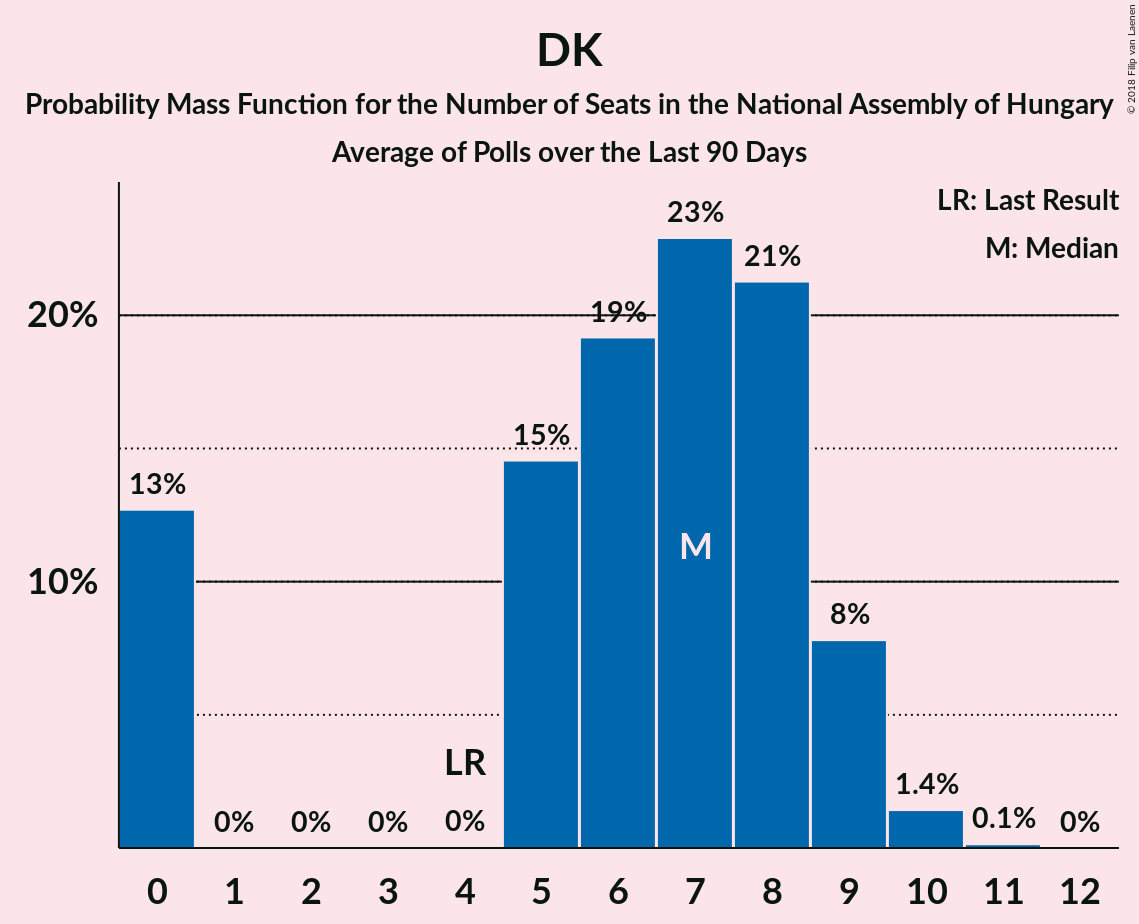 DK
Probability Mass Function for the Number of Seats in the National Assembly of Hungary
Average of Polls over the Last 90 Days
© 2018 Filip van Laenen
LR: Last Result
M: Median
23%
21%
20%
19%
15%
13%
M
10%
8%
LR
1.4%
0% 0% 0% 0% 0.1% 0%
0 1 2 3 4 5 6 7 8 9 10 11 12